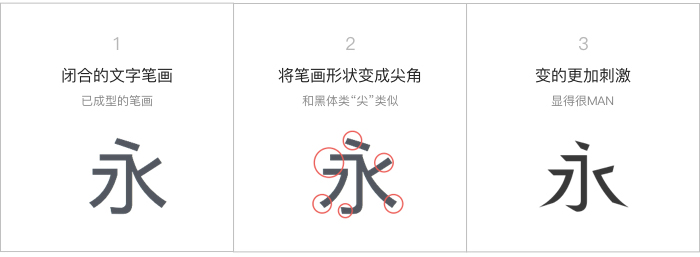 1
闭合的文字笔画
已成型的笔画
永
2
将笔画形状变成尖角
和黑体类“尖”类似
永
3
变的更加刺激
显得很MAN
永